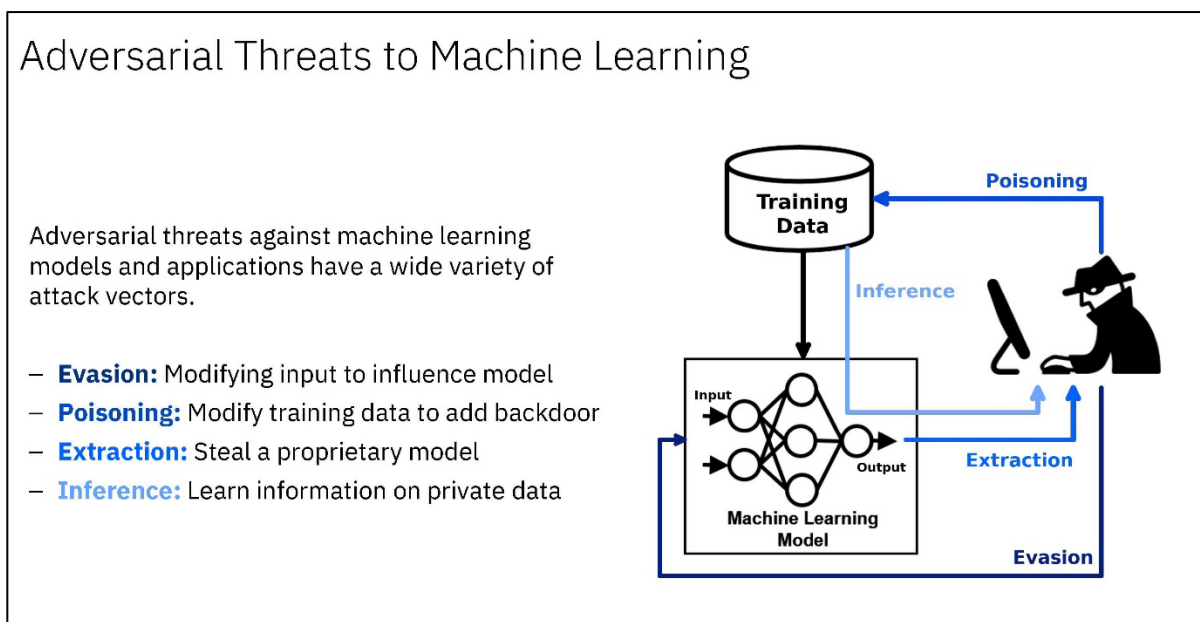 Adversarial Threats to Machine Learning
Adversarial threats against machine learning
models and applications have a wide variety of
attack vectors.
– Evasion: Modifying input to influence model
– Poisoning: Modify training data to add backdoor
– Extraction: Steal a proprietary model
– Inference: Learn information on private data
Training
Data
Poisoning
Inference
Input
Output
Machine Learning
Model
Extraction
Evasion